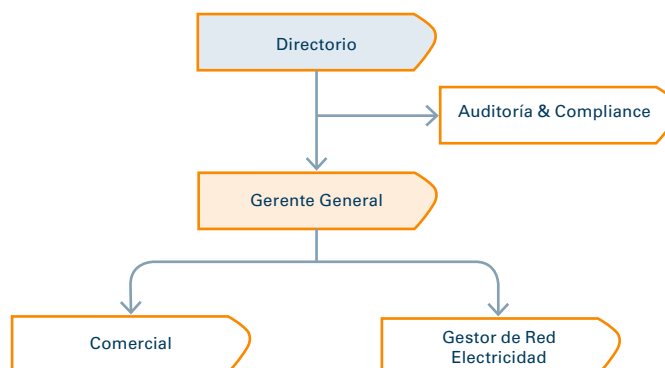 Directorio
Auditoría & Compliance
Gerente General
Comercial
Gestor de Red
Electricidad